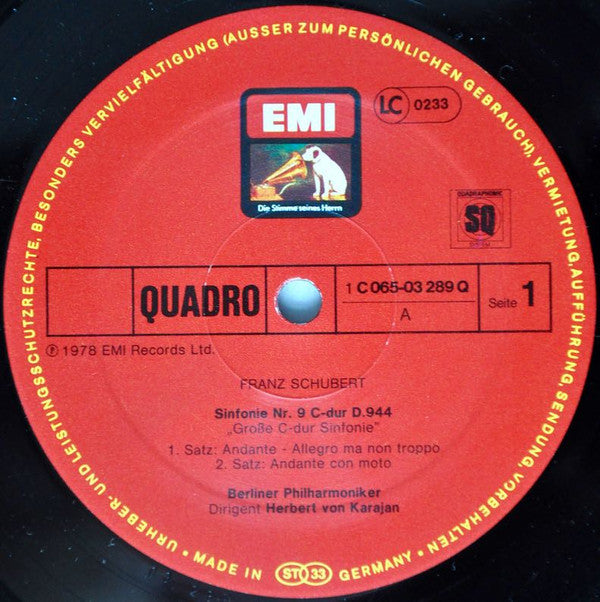 URHEBER- UND LEISTUNGSSCHUTZRECHTE, BESONDERS VERVIELFÄLTIGUNG (AUSSER ZUM PERSÖNLICHEN GEBRAUCH), VERMIETUNG, AUFFÜHRUNG, SENDUNG, VORBEHALTEN •
EMI
LC 0233
Die Stimme seines Herrn
QUADRAPHONIC
SQ
SYSTEM
QUADRO
1 C 065-03 289 Q
A
Seite 1
℗ 1978 EMI Records Ltd.
FRANZ SCHUBERT
Sinfonie Nr. 9 C-dur D.944
„Große C-dur Sinfonie”
1. Satz: Andante - Allegro ma non troppo
2. Satz: Andante con moto
Berliner Philharmoniker
Dirigent Herbert von Karajan
• MADE IN ST 33 GERMANY •